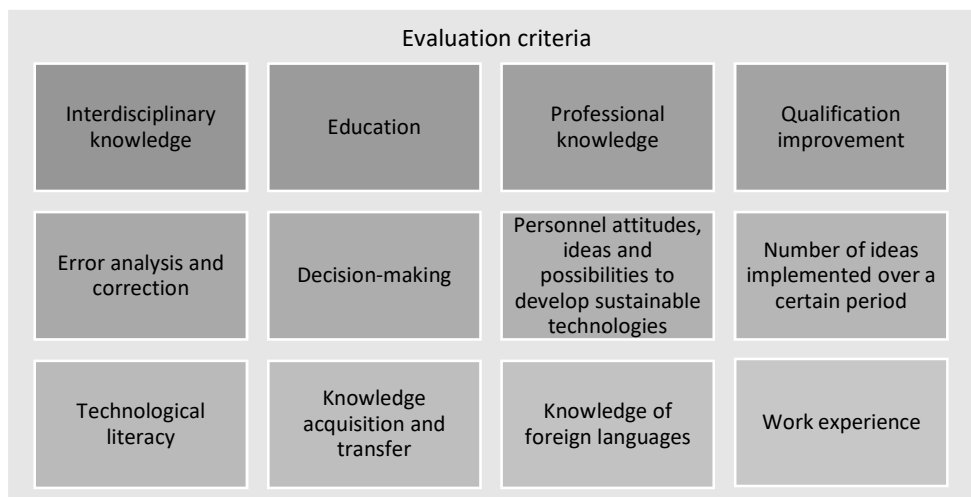 Evaluation criteria
Interdisciplinary
knowledge
Education
Professional
knowledge
Qualification
improvement
Error analysis and
correction
Decision-making
Personnel attitudes,
ideas and
possibilities to
develop sustainable
technologies
Number of ideas
implemented over a
certain period
Technological
literacy
Knowledge
acquisition and
transfer
Knowledge of
foreign languages
Work experience